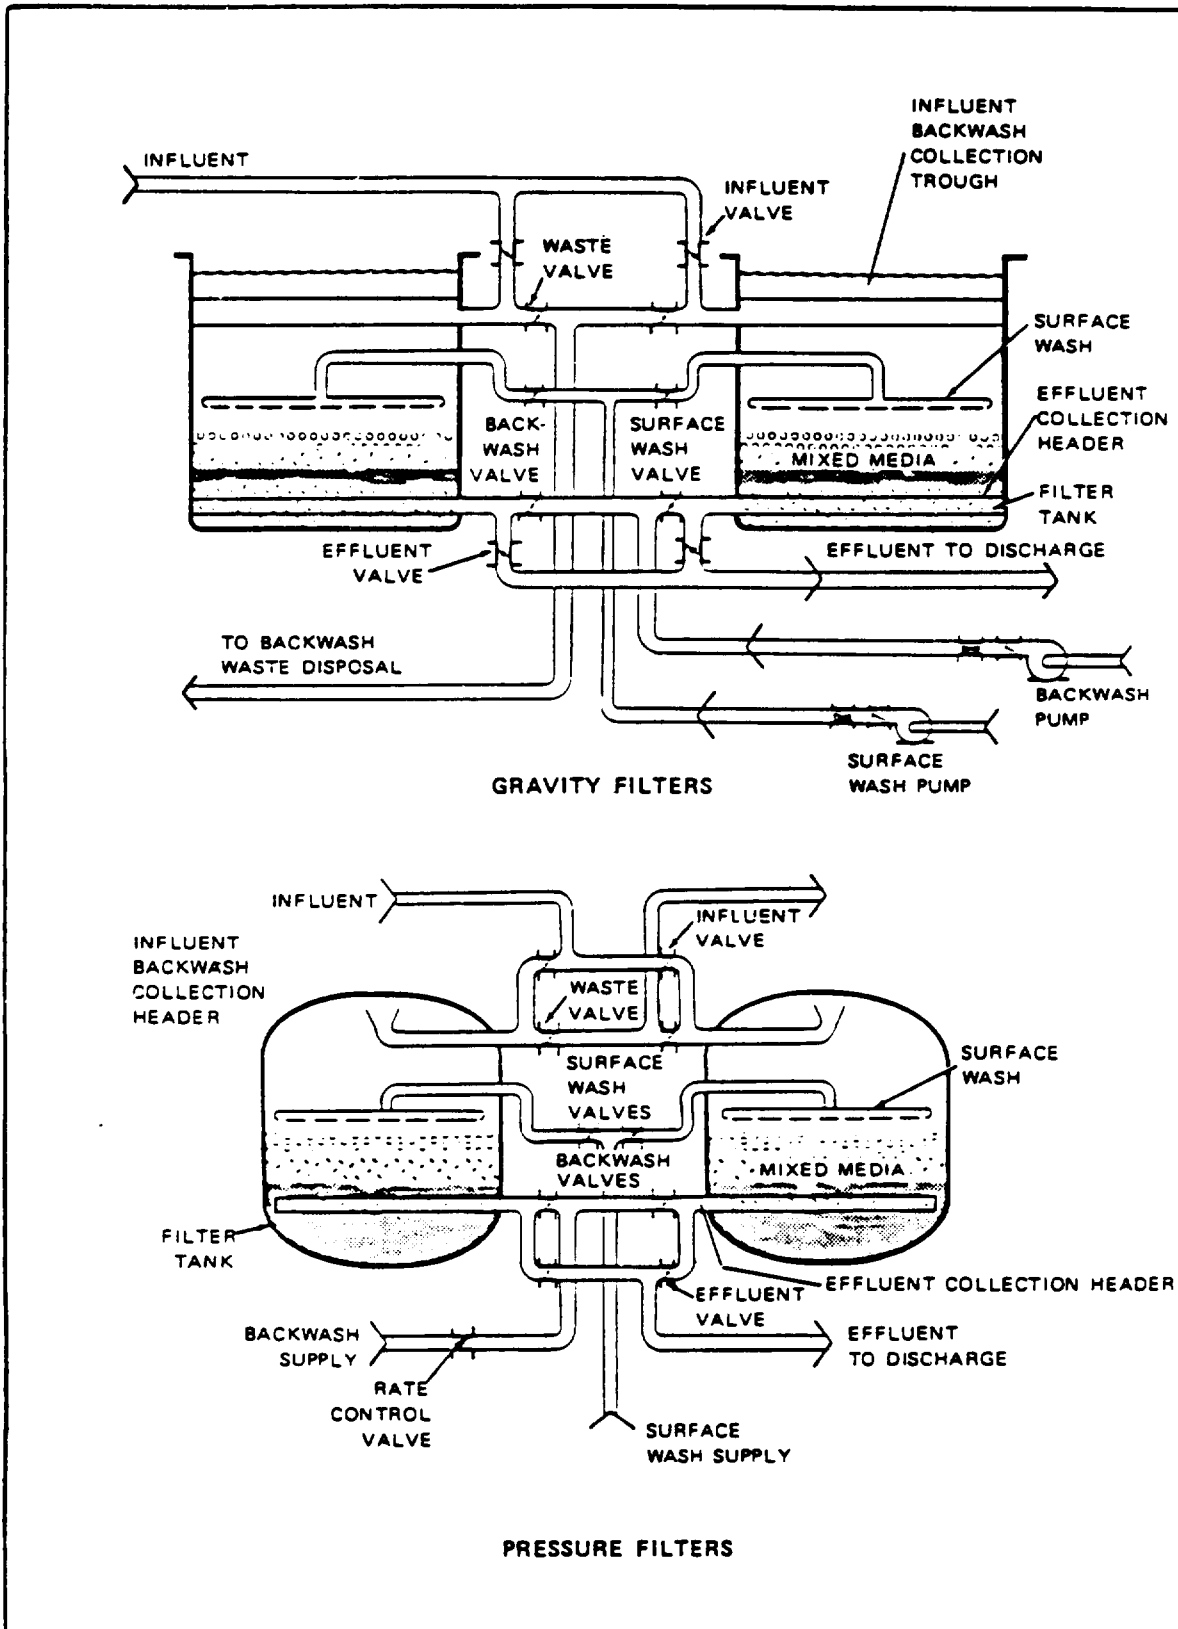 INFLUENT
BACKWASH
COLLECTION
TROUGH
INFLUENT
INFLUENT
VALVE
WASTE
VALVE
SURFACE
WASH
EFFLUENT
COLLECTION
HEADER
BACK-
WASH
VALVE
SURFACE
WASH
VALVE
MIXED MEDIA
FILTER
TANK
EFFLUENT
VALVE
EFFLUENT TO DISCHARGE
TO BACKWASH
WASTE DISPOSAL
BACKWASH
PUMP
SURFACE
WASH PUMP
GRAVITY FILTERS
INFLUENT
INFLUENT
VALVE
INFLUENT
BACKWASH
COLLECTION
HEADER
WASTE
VALVE
SURFACE
WASH
VALVES
SURFACE
WASH
BACKWASH
VALVES
MIXED MEDIA
FILTER
TANK
EFFLUENT COLLECTION HEADER
EFFLUENT
VALVE
BACKWASH
SUPPLY
EFFLUENT
TO DISCHARGE
RATE
CONTROL
VALVE
SURFACE
WASH SUPPLY
PRESSURE FILTERS